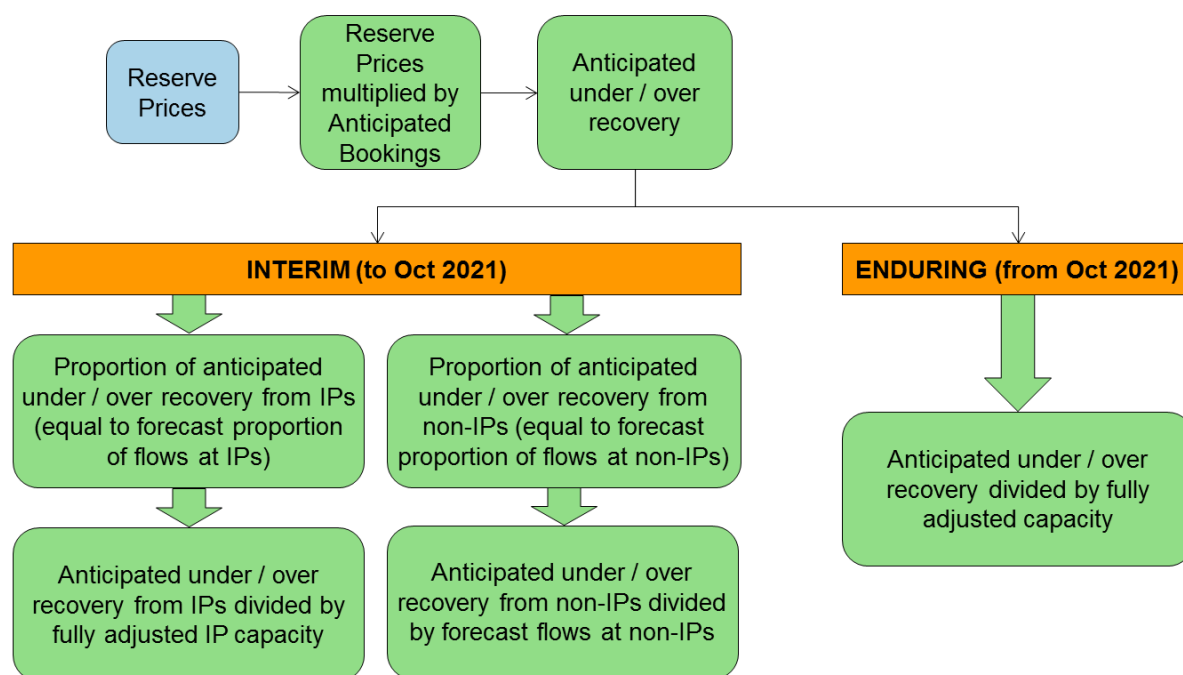 Reserve
Prices
Reserve
Prices
multiplied by
Anticipated
Bookings
Anticipated
under / over
recovery
INTERIM (to Oct 2021)
ENDURING (from Oct 2021)
Proportion of anticipated
under / over recovery from IPs
(equal to forecast proportion
of flows at IPs)
Proportion of anticipated
under / over recovery from
non-IPs (equal to forecast
proportion of flows at non-IPs)
Anticipated under / over
recovery divided by fully
adjusted capacity
Anticipated under / over
recovery from IPs divided by
fully adjusted IP capacity
Anticipated under / over
recovery from non-IPs divided
by forecast flows at non-IPs